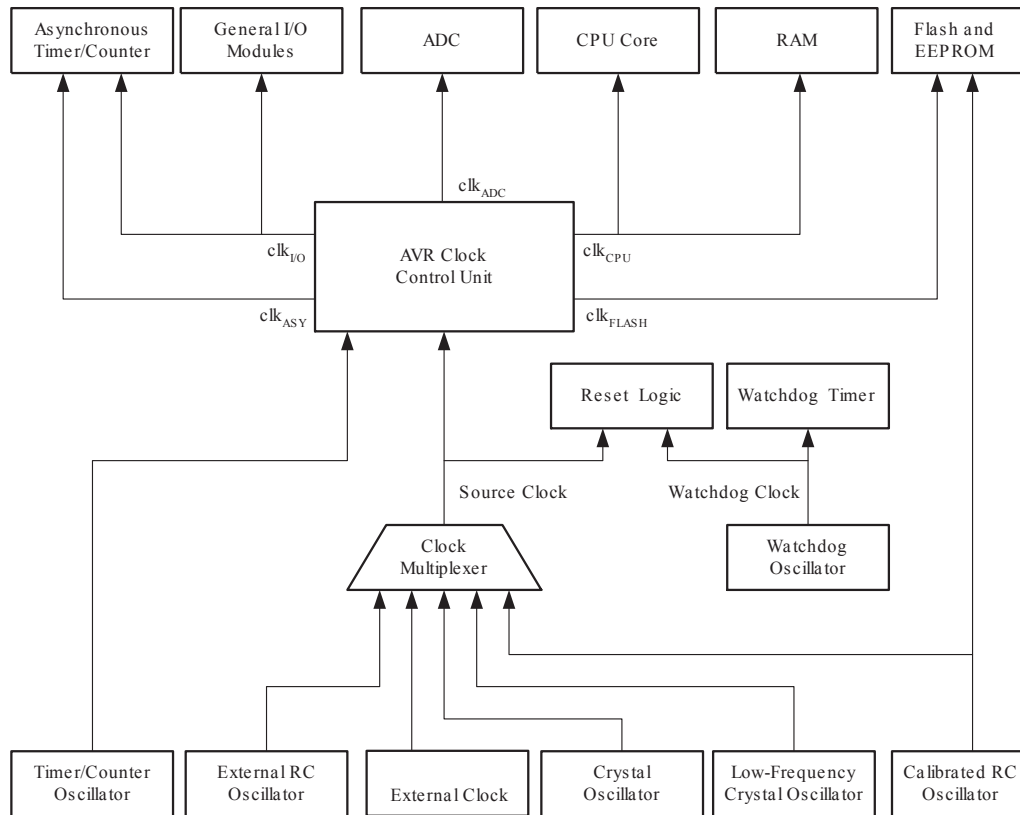 Asynchronous
Timer/Counter
General I/O
Modules
ADC
CPU Core
RAM
Flash and
EEPROM
clkADC
clkI/O
AVR Clock
Control Unit
clkCPU
clkASY
clkFLASH
Reset Logic
Watchdog Timer
Source Clock
Watchdog Clock
Clock
Multiplexer
Watchdog
Oscillator
Timer/Counter
Oscillator
External RC
Oscillator
External Clock
Crystal
Oscillator
Low-Frequency
Crystal Oscillator
Calibrated RC
Oscillator